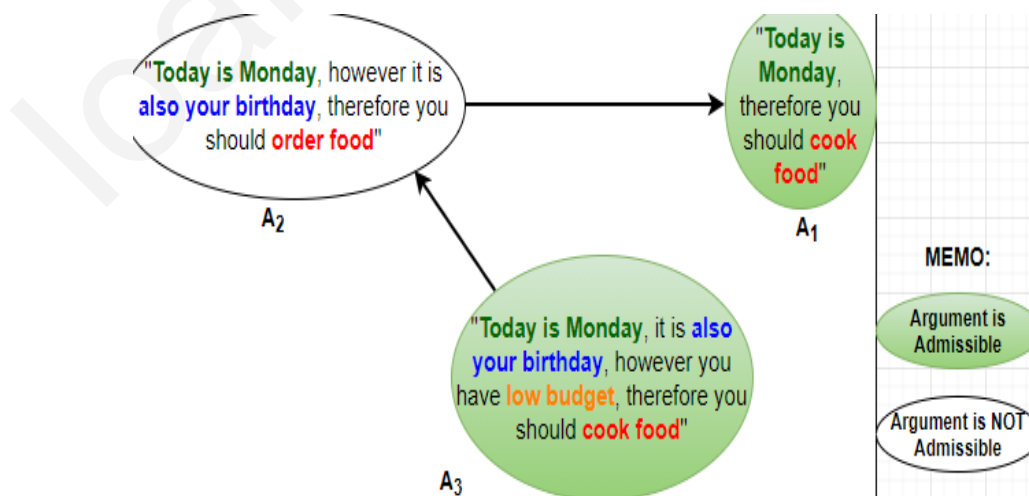 "Today is Monday, however it is
also your birthday, therefore you
should order food"
A2
"Today is
Monday,
therefore you
should cook
food"
A1
"Today is Monday, it is also
your birthday, however you
have low budget, therefore you
should cook food"
A3
MEMO:
Argument is
Admissible
Argument is NOT
Admissible